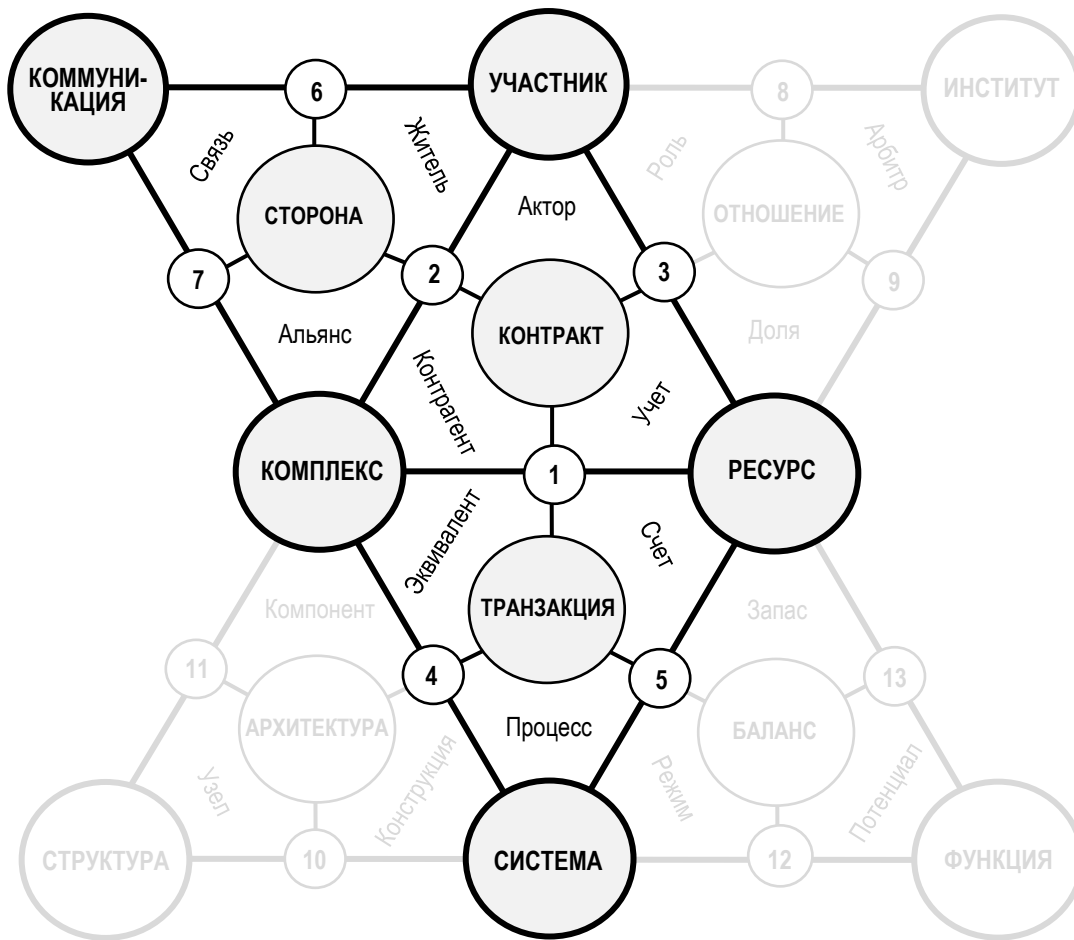 КОММУНИ-
КАЦИЯ
6
УЧАСТНИК
8
ИНСТИТУТ
Связь
Житель
Роль
Арбитр
СТОРОНА
Актор
ОТНОШЕНИЕ
7
2
3
9
Альянс
КОНТРАКТ
Доля
Контрагент
Учет
КОМПЛЕКС
1
РЕСУРС
Эквивалент
Счет
Компонент
ТРАНЗАКЦИЯ
Запас
11
4
5
13
АРХИТЕКТУРА
Процесс
БАЛАНС
Узел
Конструкция
Режим
Потенциал
СТРУКТУРА
10
СИСТЕМА
12
ФУНКЦИЯ